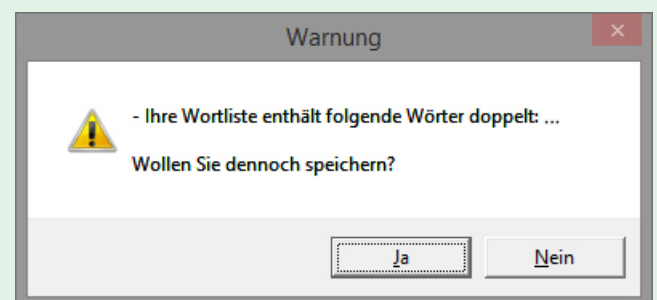 Warnung
- Ihre Wortliste enthält folgende Wörter doppelt: ...
Wollen Sie dennoch speichern?
Ja
Nein